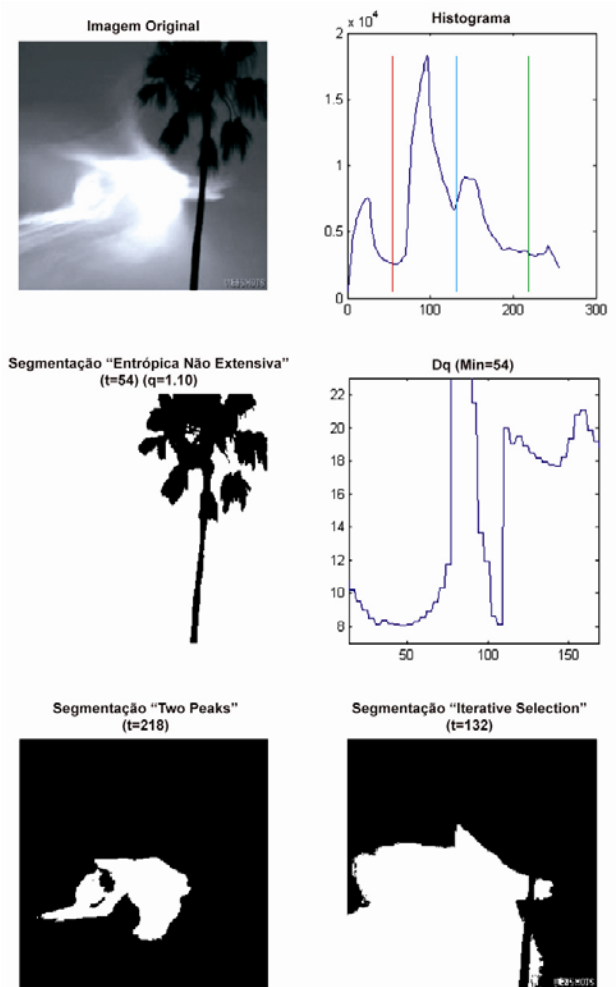 Imagem Original
Histograma
x 10^4
2
1.5
1
0.5
0
0 100 200 300
Segmentação “Entrópica Não Extensiva”
(t=54) (q=1.10)
Dq (Min=54)
22
20
18
16
14
12
10
8
50 100 150
Segmentação “Two Peaks”
(t=218)
Segmentação “Iterative Selection”
(t=132)